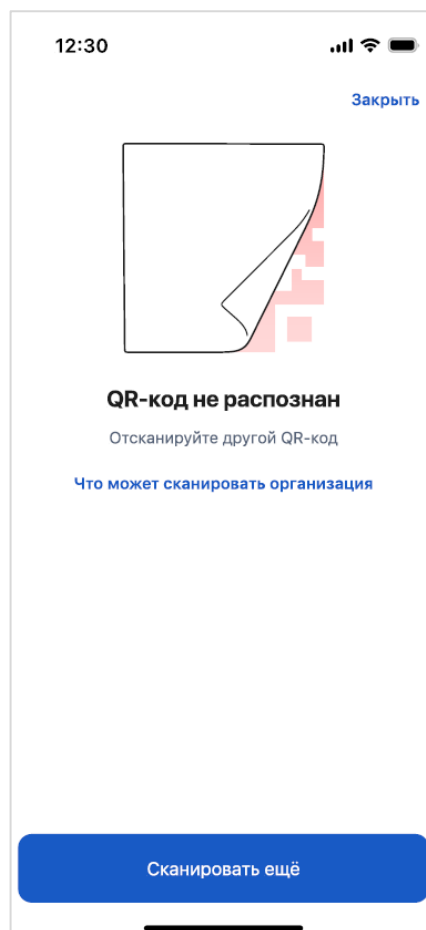 12:30
Закрыть
QR-код не распознан
Отсканируйте другой QR-код
Что может сканировать организация
Сканировать ещё